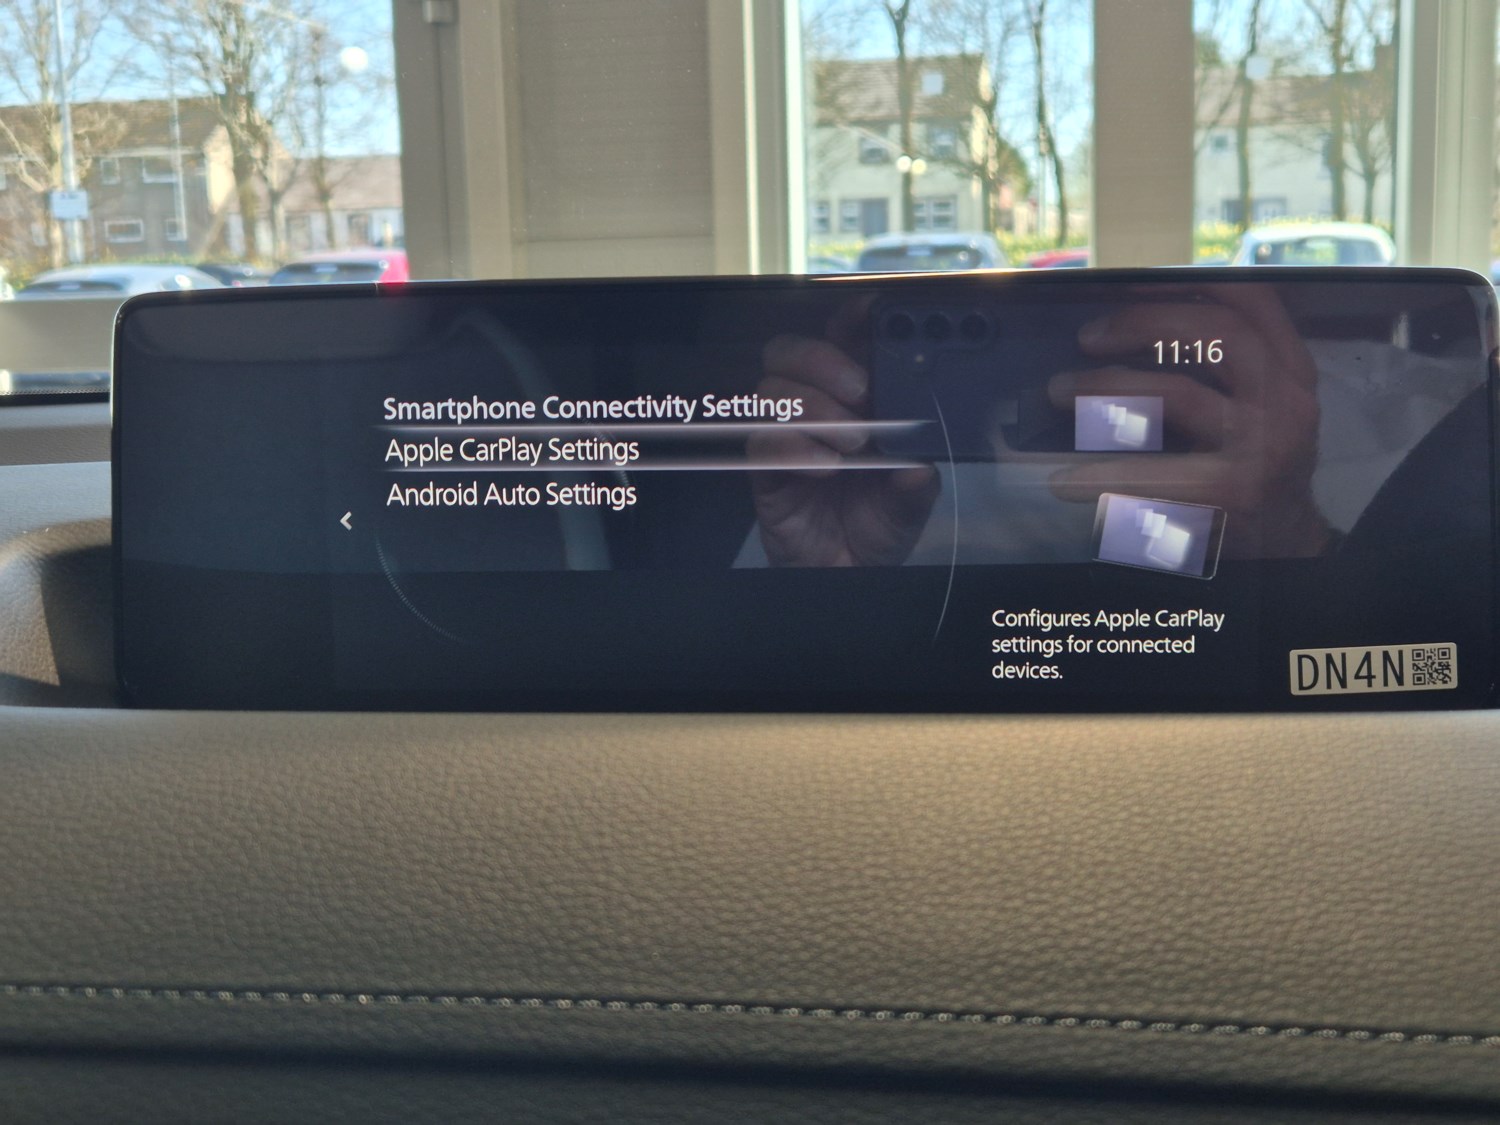 11:16
Smartphone Connectivity Settings
Apple CarPlay Settings
Android Auto Settings
Configures Apple CarPlay
settings for connected
devices.
DN4N